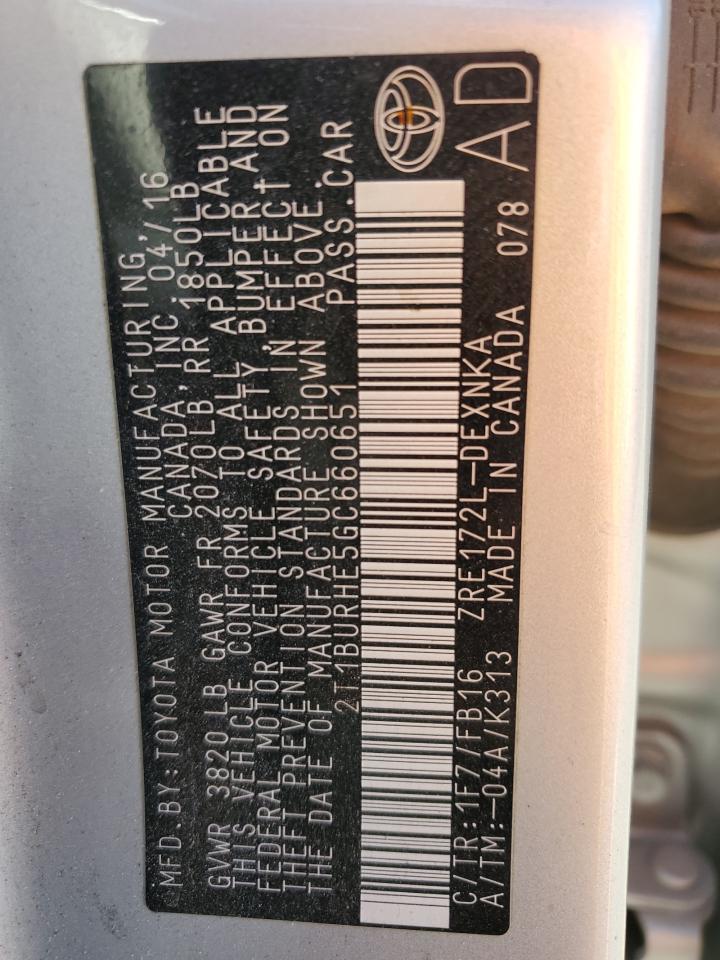 MFD.BY:TOYOTA MOTOR MANUFACTURING,
CANADA, INC. 04/16
GVWR 3820LB GAWR FR 2070LB, RR 1850LB
THIS VEHICLE CONFORMS TO ALL APPLICABLE
FEDERAL MOTOR VEHICLE SAFETY, BUMPER AND
THEFT PREVENTION STANDARDS IN EFFECT ON
THE DATE OF MANUFACTURE SHOWN ABOVE.
2T1BURHE5GC660651 PASS.CAR
C/TR:1F7/FB16 ZRE172L-DEXNKA
A/TM:-04A/K313 MADE IN CANADA 078
AD